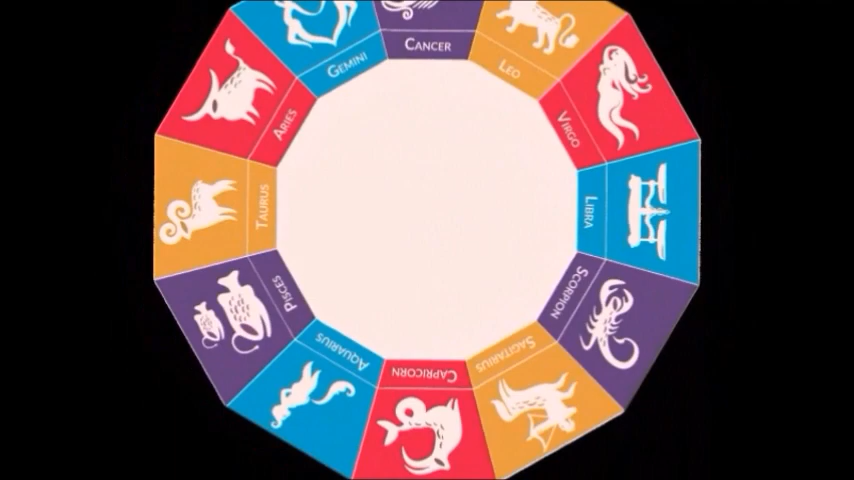 Cancer
Leo
Virgo
Libra
Scorpion
Sagitarius
Capricorn
Aquarius
Pisces
Taurus
Aries
Gemini